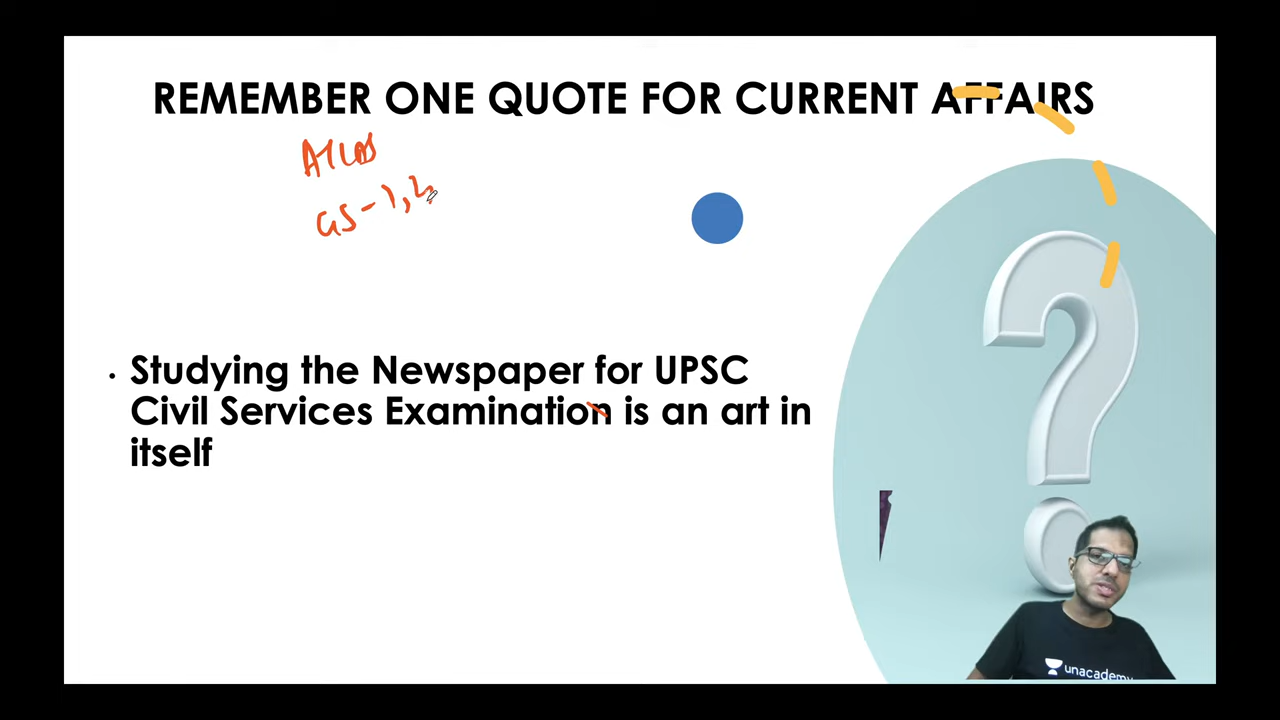 REMEMBER ONE QUOTE FOR CURRENT AFFAIRS
GS-1,2
• Studying the Newspaper for UPSC
Civil Services Examination is an art in
itself
unacademy